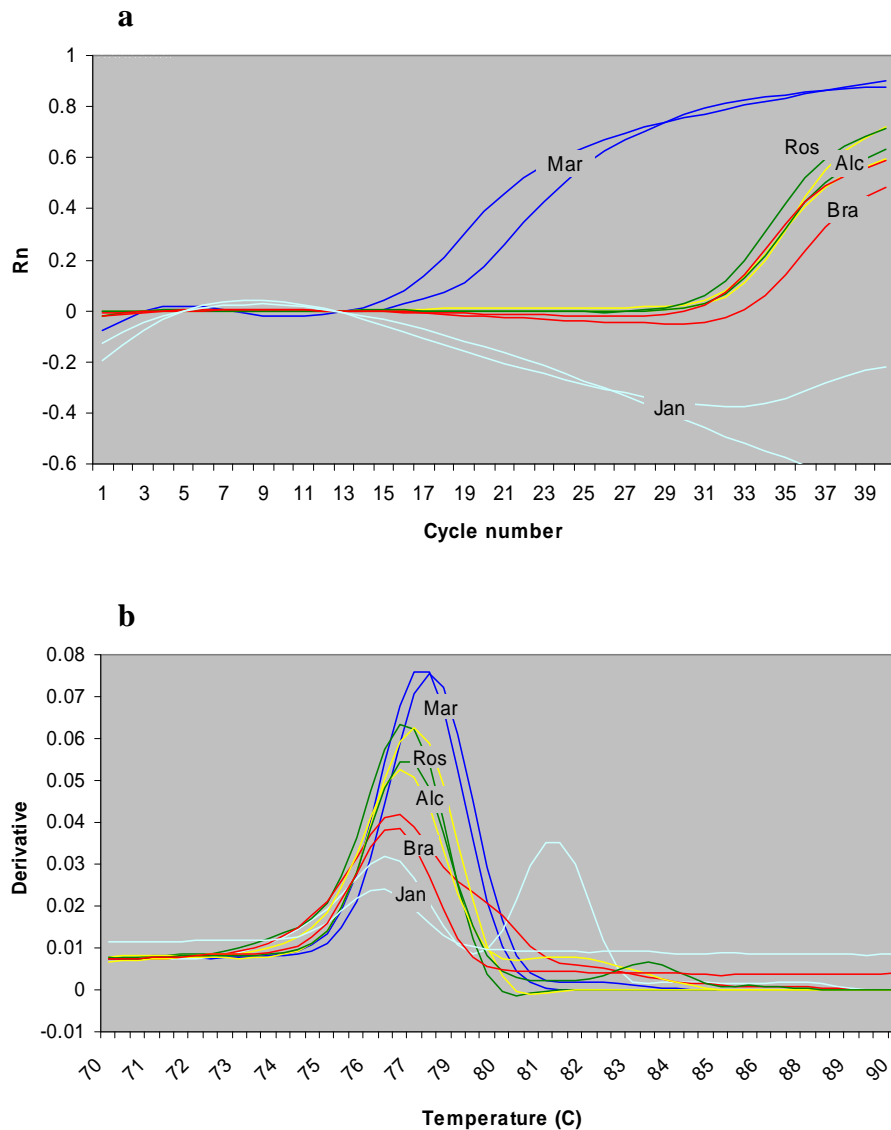 a
1
0.8
0.6
0.4
0.2
0
-0.2
-0.4
-0.6
Rn
Mar
Ros
Alc
Bra
Jan
1 3 5 7 9 11 13 15 17 19 21 23 25 27 29 31 33 35 37 39
Cycle number
b
0.08
0.07
0.06
0.05
0.04
0.03
0.02
0.01
0
-0.01
Derivative
Mar
Ros
Alc
Bra
Jan
70 71 72 73 74 75 76 77 79 80 81 82 83 84 85 86 87 88 89 90
Temperature (C)